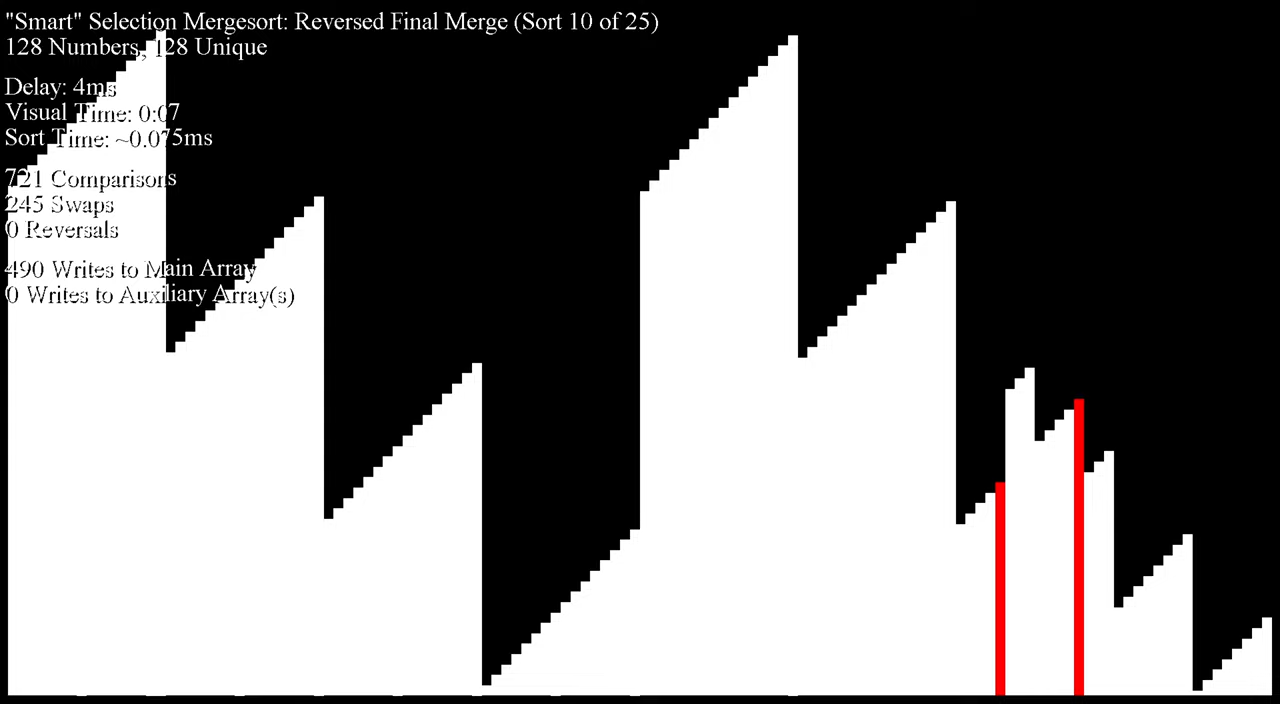 "Smart" Selection Mergesort: Reversed Final Merge (Sort 10 of 25)
128 Numbers, 128 Unique
Delay: 4ms
Visual Time: 0:07
Sort Time: ~0.075ms
721 Comparisons
245 Swaps
0 Reversals
490 Writes to Main Array
0 Writes to Auxiliary Array(s)